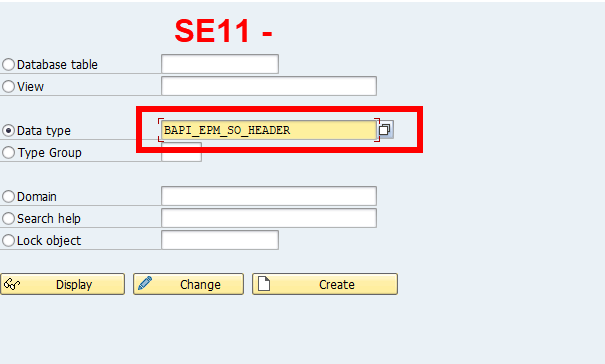 SE11 -
Database table
View
Data type BAPI_EPM_SO_HEADER
Type Group
Domain
Search help
Lock object
Display Change Create